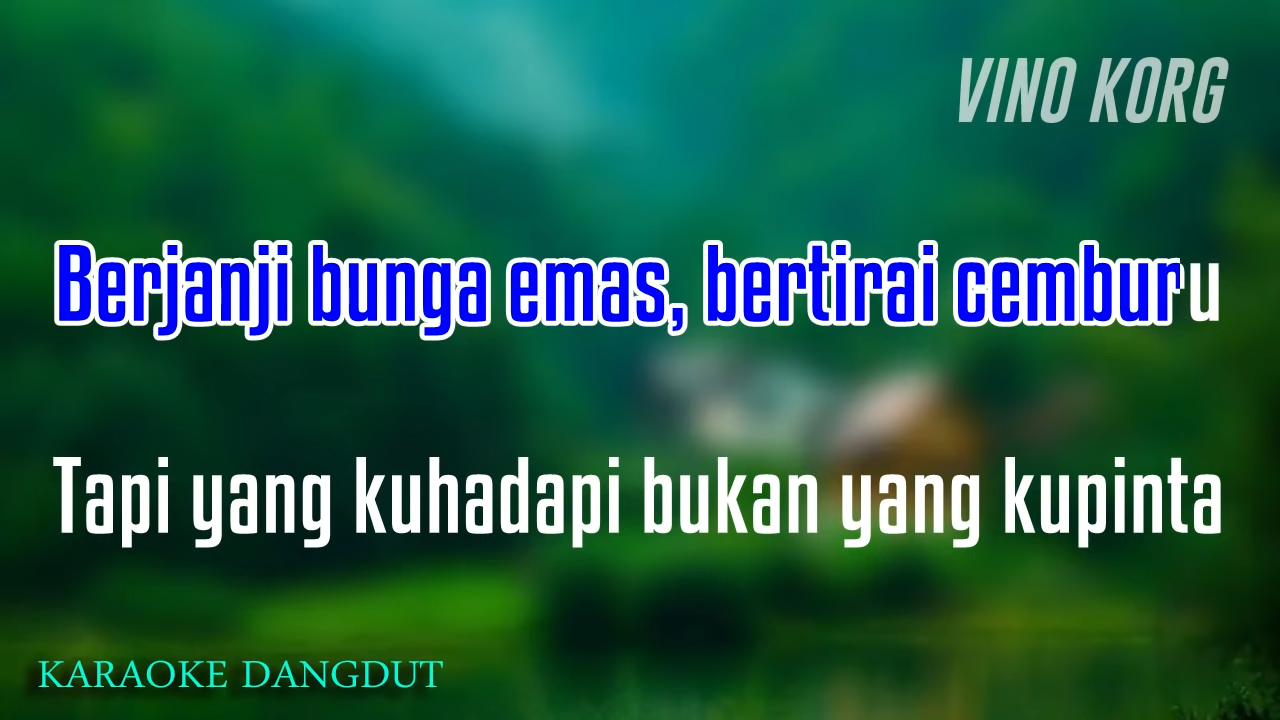 VINO KORG
Berjanji bunga emas, bertirai cemburu
Tapi yang kuhadapi bukan yang kupinta
KARAOKE DANGDUT